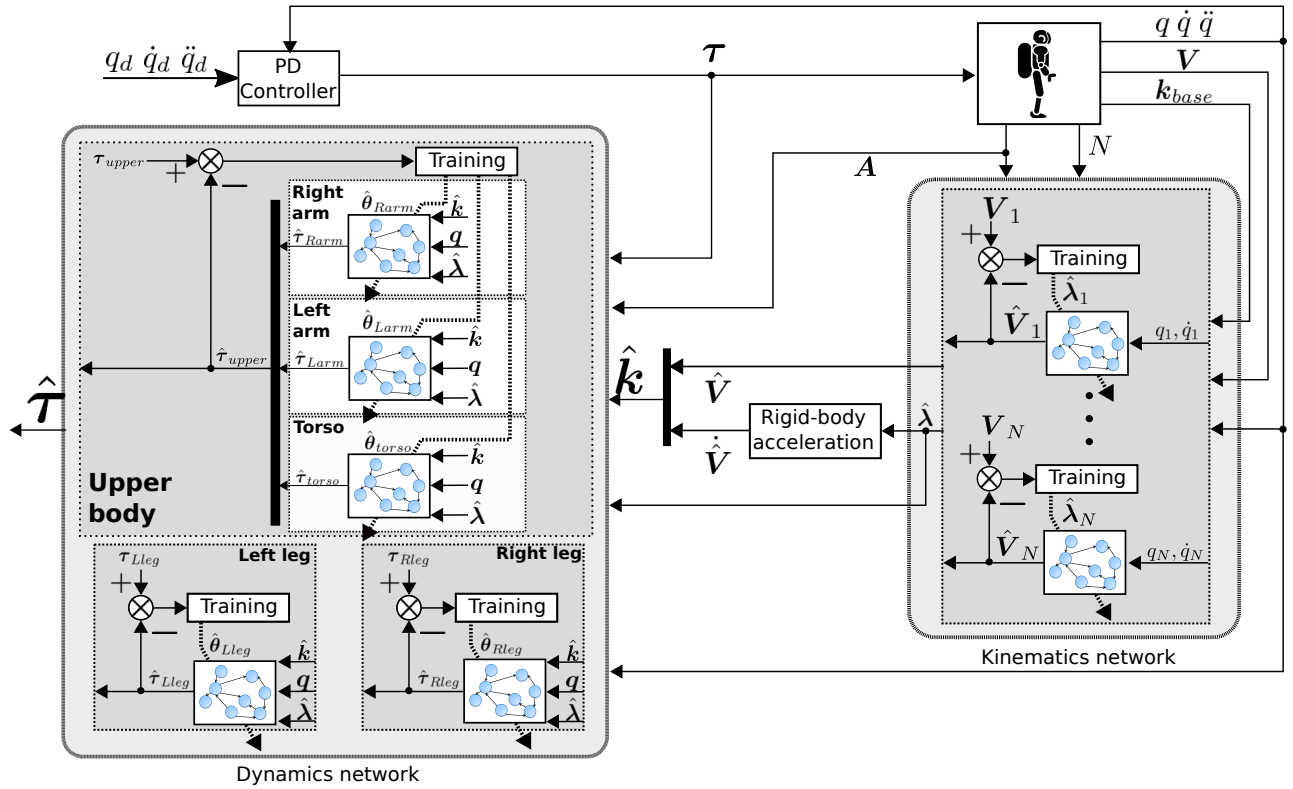 q_d q̇_d q̈_d
PD
Controller
τ
q q̇ q̈
V
k_base
A
N
τ_upper
+
−
Training
Right
arm
θ̂_Rarm
τ̂_Rarm
k̂
q
λ̂
Left
arm
θ̂_Larm
τ̂_Larm
k̂
q
λ̂
τ̂_upper
Torso
θ̂_torso
τ̂_torso
k̂
q
λ̂
Upper
body
τ̂
Left leg
τ_Lleg
+
−
Training
θ̂_Lleg
τ̂_Lleg
k̂
q
λ̂
Right leg
τ_Rleg
+
−
Training
θ̂_Rleg
τ̂_Rleg
k̂
q
λ̂
Dynamics network
k̂
V̂
Rigid-body
acceleration
V̂̇
λ̂
V_1
+
−
Training
λ̂_1
V̂_1
q_1, q̇_1
V_N
+
−
Training
λ̂_N
V̂_N
q_N, q̇_N
Kinematics network